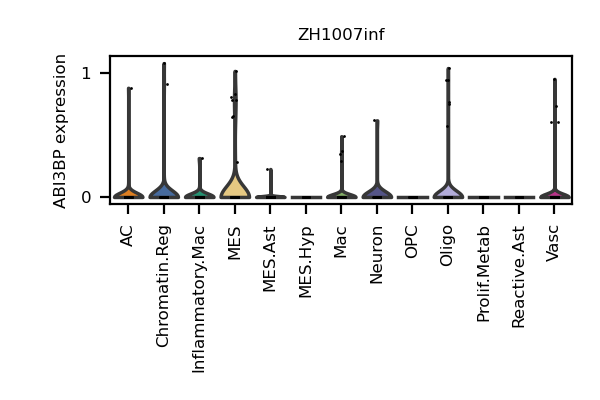 ZH1007inf
ABI3BP expression
1
0
AC
Chromatin.Reg
Inflammatory.Mac
MES
MES.Ast
MES.Hyp
Mac
Neuron
OPC
Oligo
Prolif.Metab
Reactive.Ast
Vasc